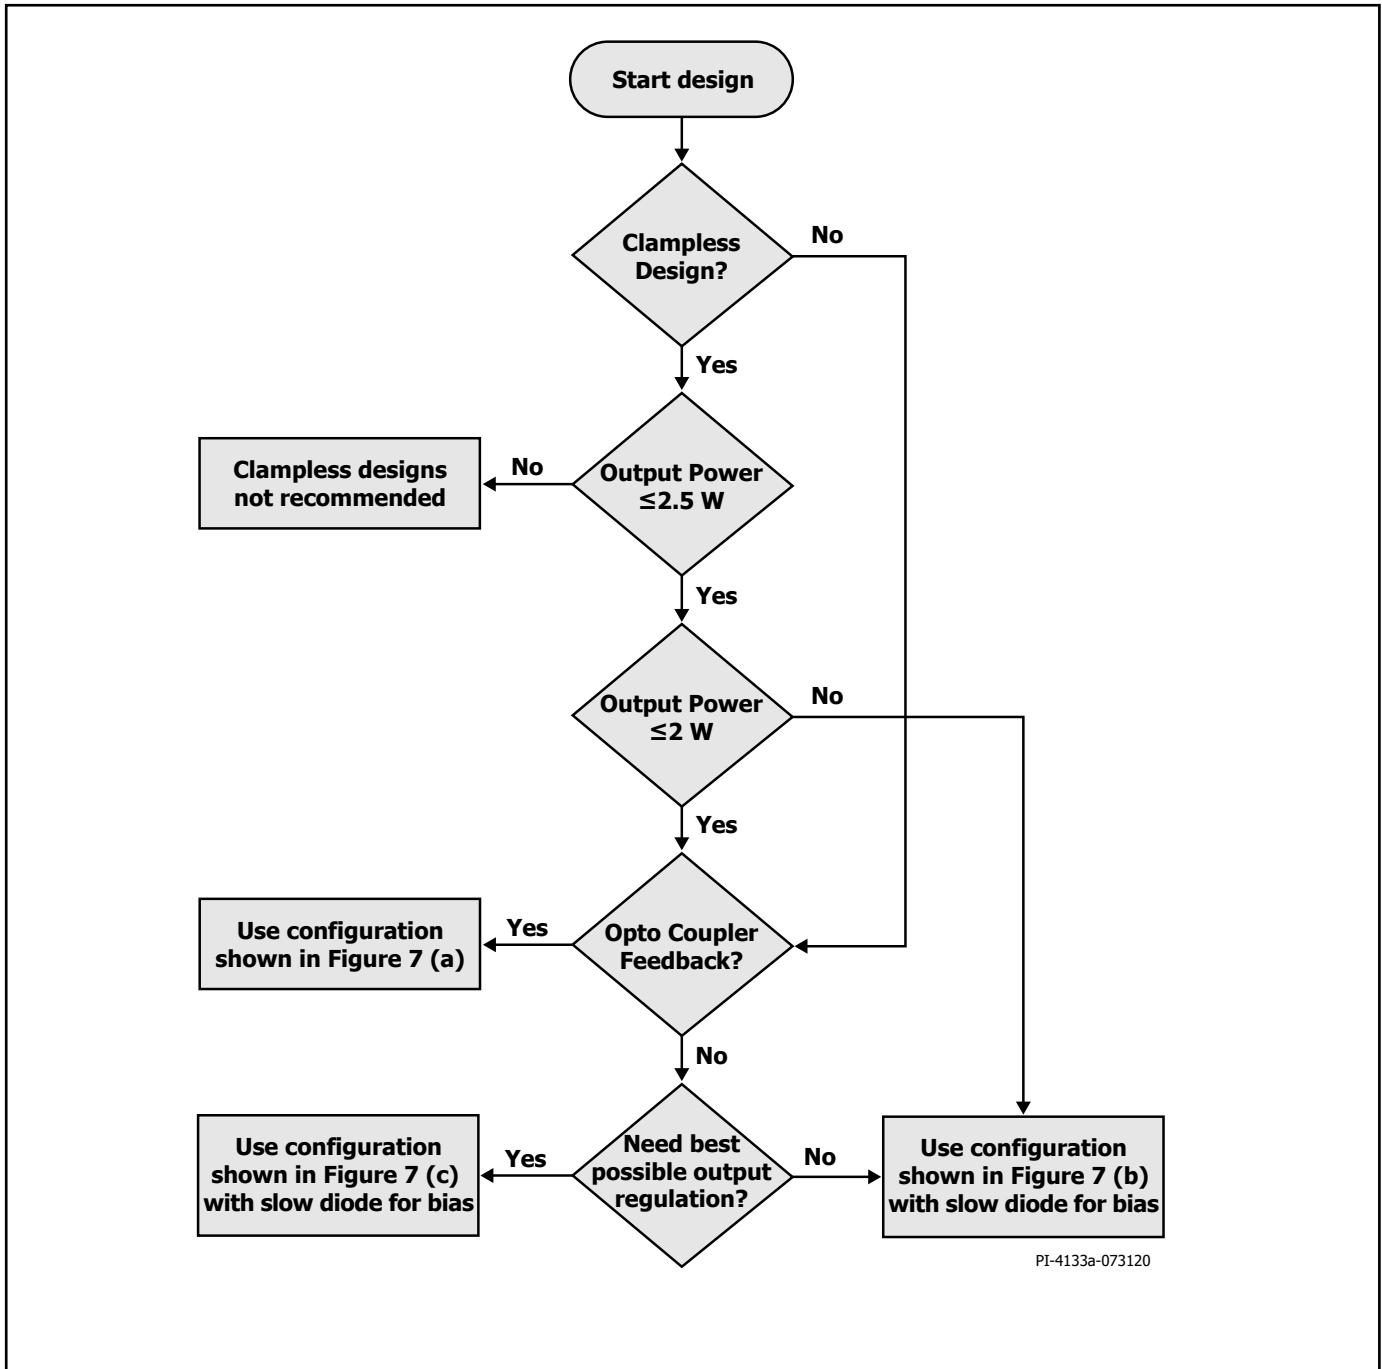 Start design
Clampless
Design?
No
Yes
Clampless designs
not recommended
No
Output Power
≤2.5 W
Yes
Output Power
≤2 W
No
Yes
Use configuration
shown in Figure 7 (a)
Yes
Opto Coupler
Feedback?
No
Use configuration
shown in Figure 7 (c)
with slow diode for bias
Yes
Need best
possible output
regulation?
No
Use configuration
shown in Figure 7 (b)
with slow diode for bias
PI-4133a-073120